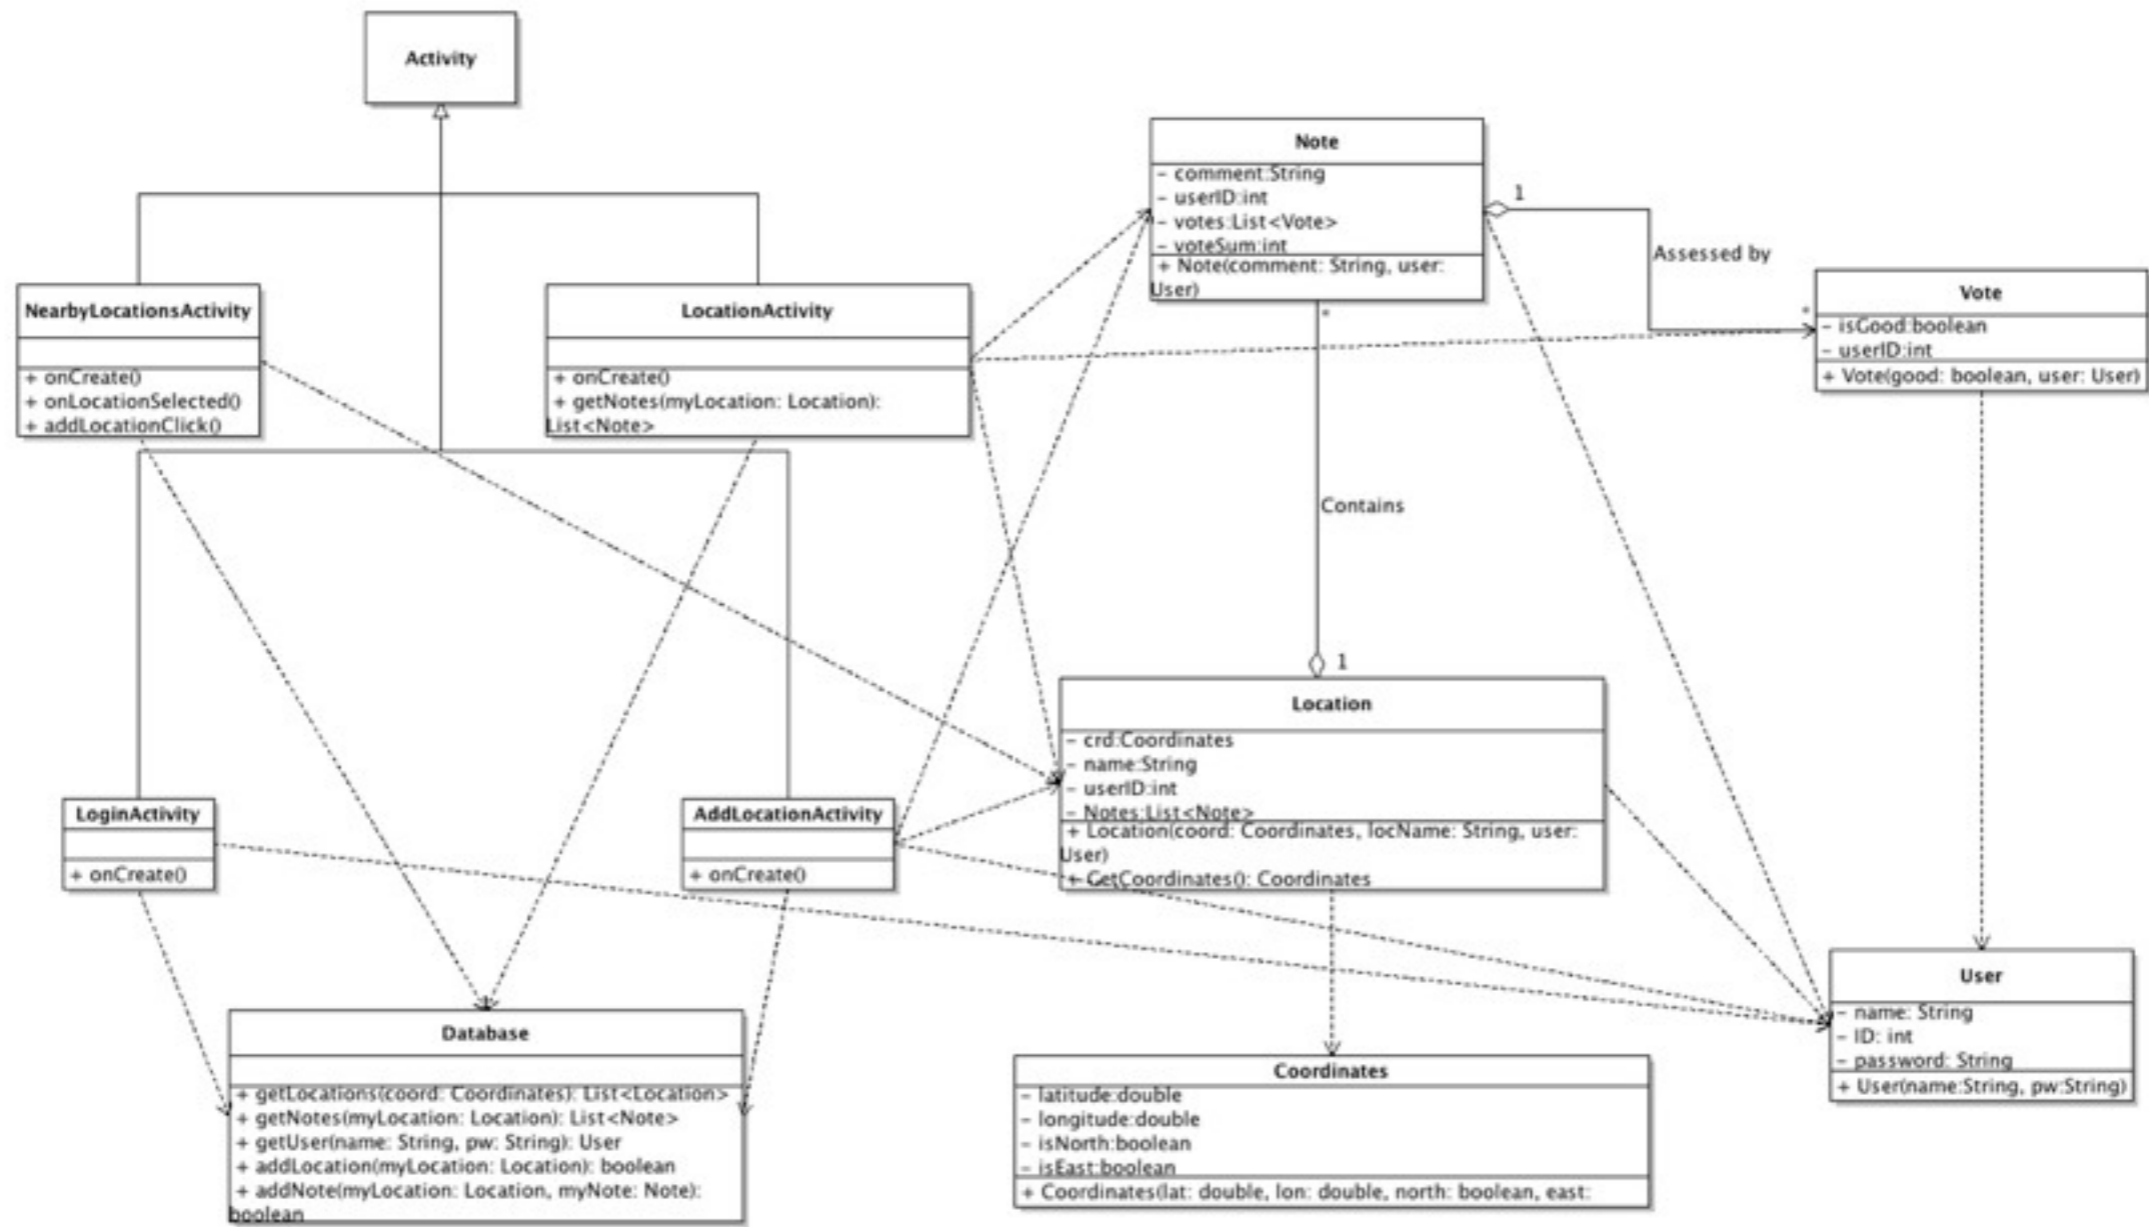 Activity
NearbyLocationsActivity
+ onCreate()
+ onLocationSelected()
+ addLocationClick()
LocationActivity
+ onCreate()
+ getNotes(myLocation: Location):
List<Note>
Note
- comment:String
- userID:int
- votes:List<Vote>
- voteSum:int
+ Note(comment: String, user:
User)
1
Assessed by
*
Vote
- isGood:boolean
- userID:int
+ Vote(good: boolean, user: User)
*
Contains
1
Location
- crd:Coordinates
- name:String
- userID:int
- Notes:List<Note>
+ Location(coord: Coordinates, locName: String, user:
User)
+ GetCoordinates(): Coordinates
LoginActivity
+ onCreate()
AddLocationActivity
+ onCreate()
Database
+ getLocations(coord: Coordinates): List<Location>
+ getNotes(myLocation: Location): List<Note>
+ getUser(name: String, pw: String): User
+ addLocation(myLocation: Location): boolean
+ addNote(myLocation: Location, myNote: Note):
boolean
Coordinates
- latitude:double
- longitude:double
- isNorth:boolean
- isEast:boolean
+ Coordinates(lat: double, lon: double, north: boolean, east:
User
- name: String
- ID: int
- password: String
+ User(name:String, pw:String)